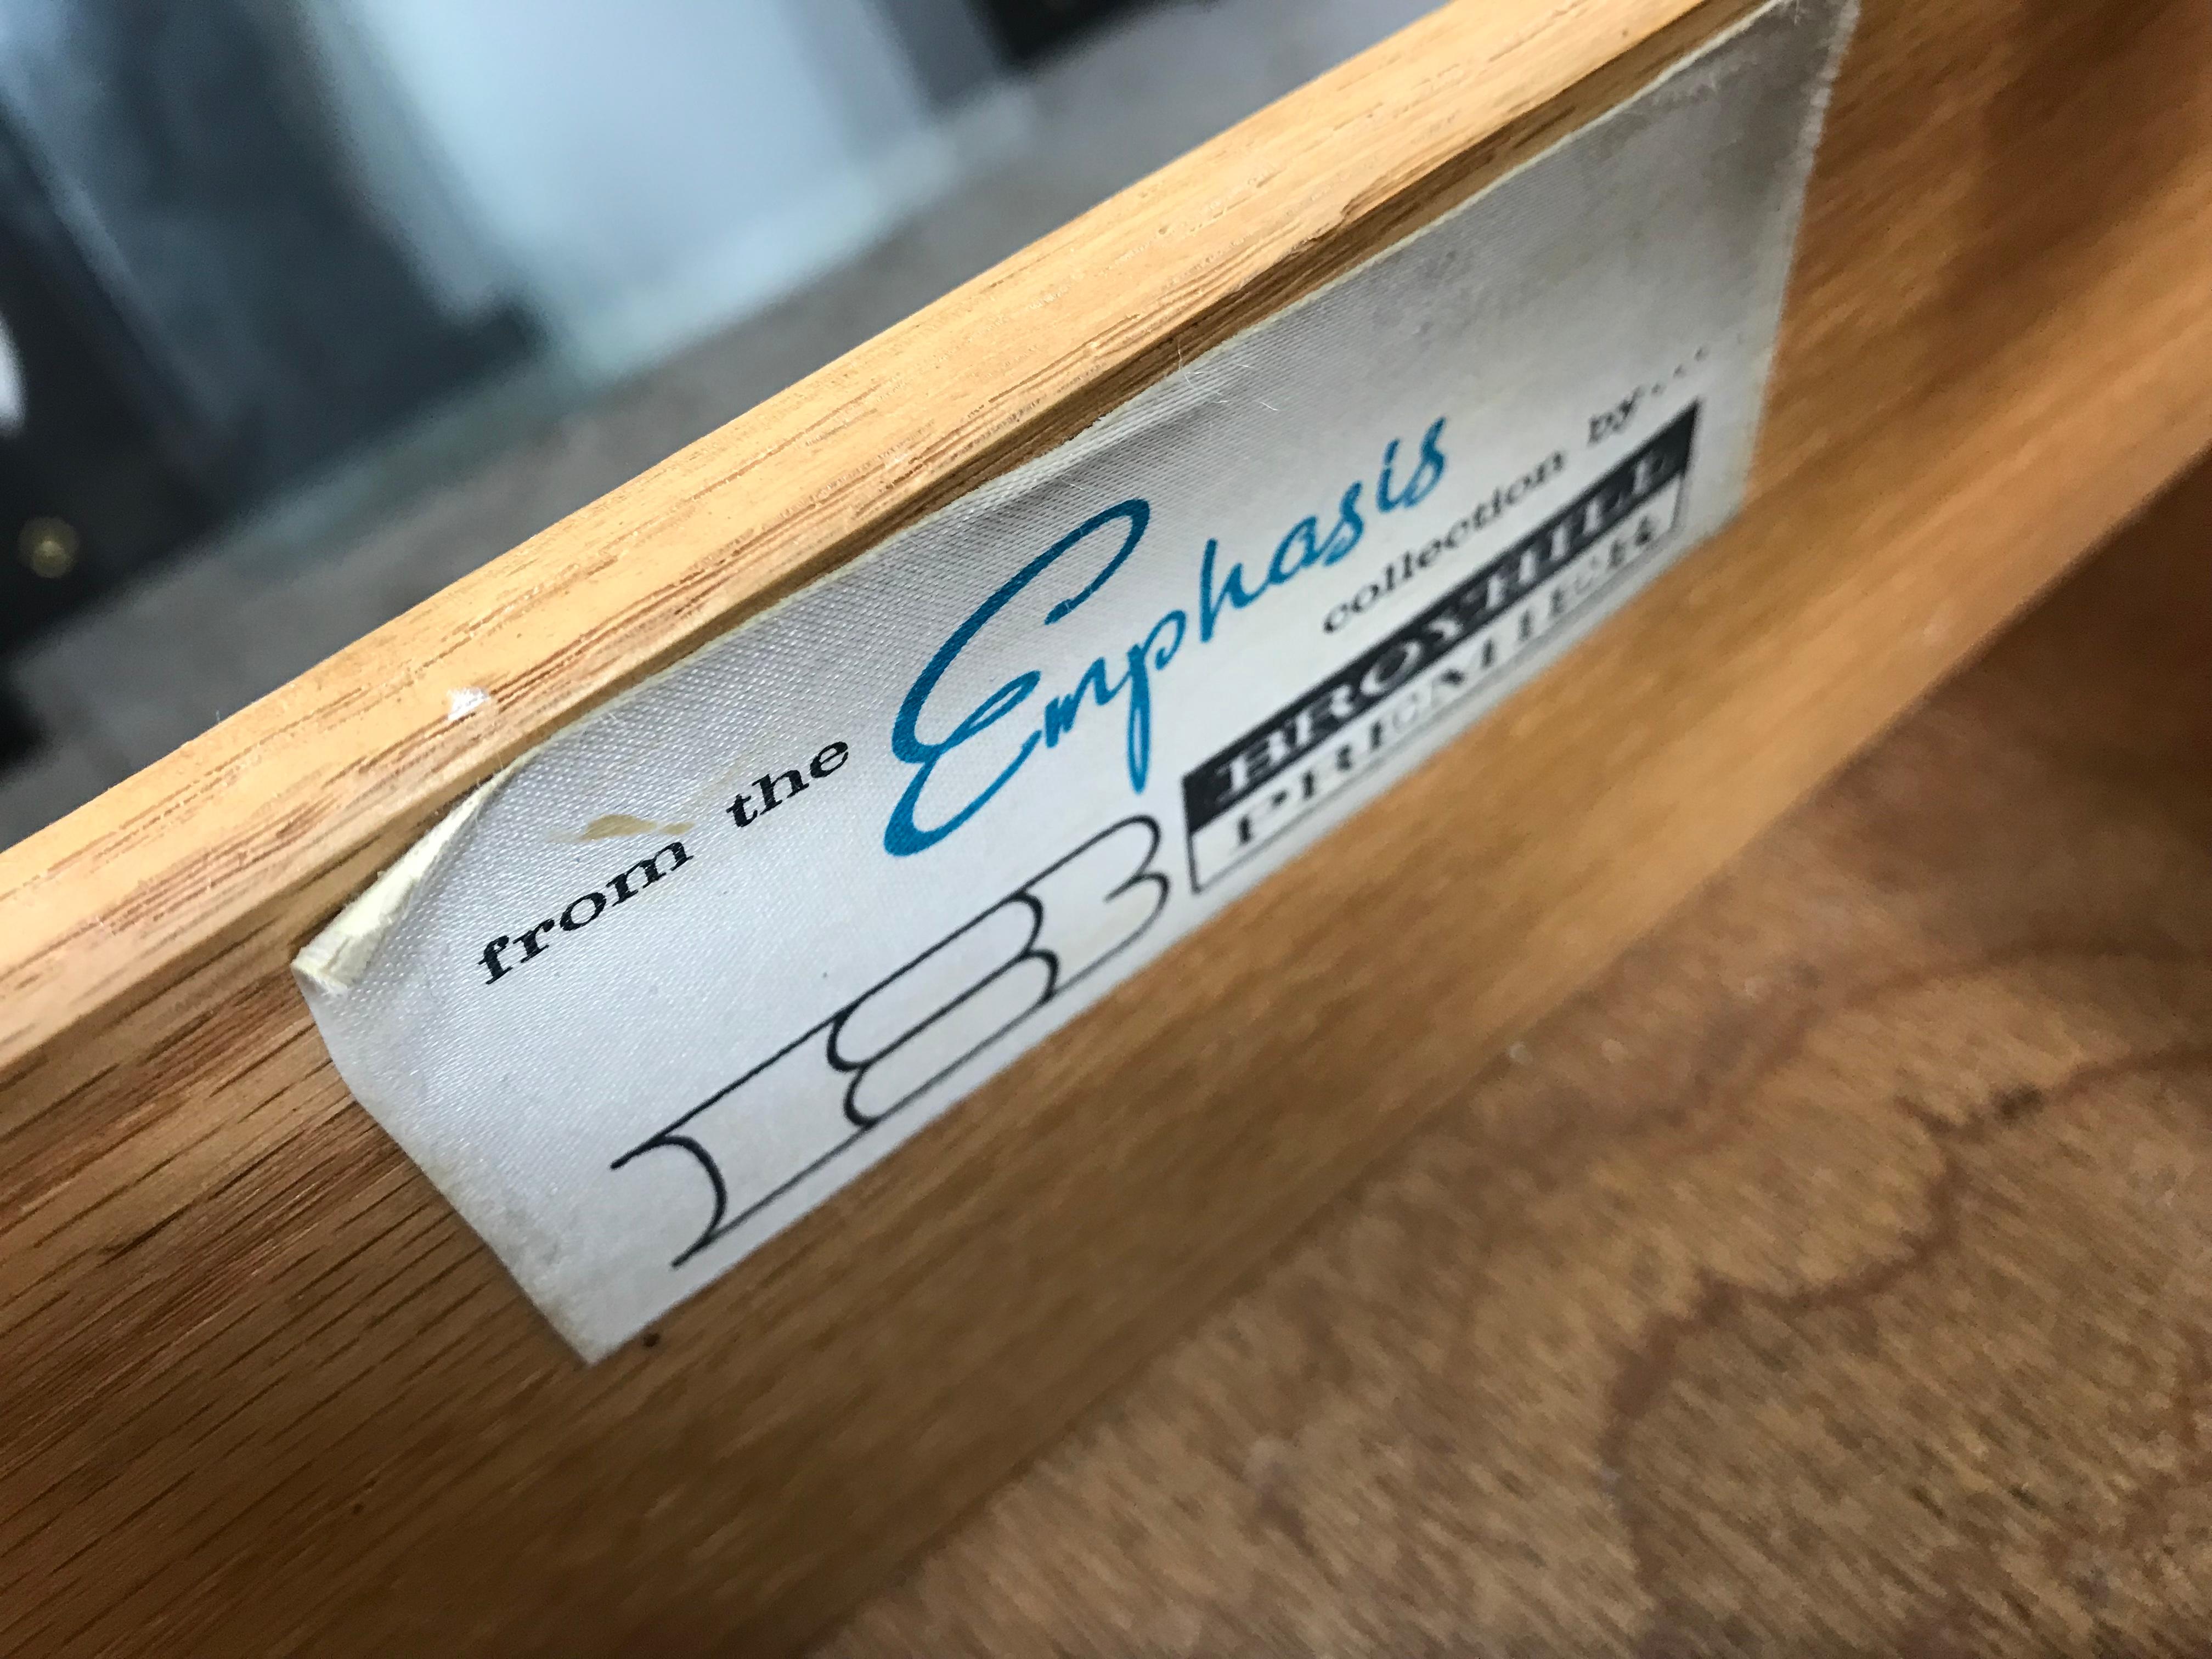 from the Emphasis
collection by....
BROYHILL
PREMIER